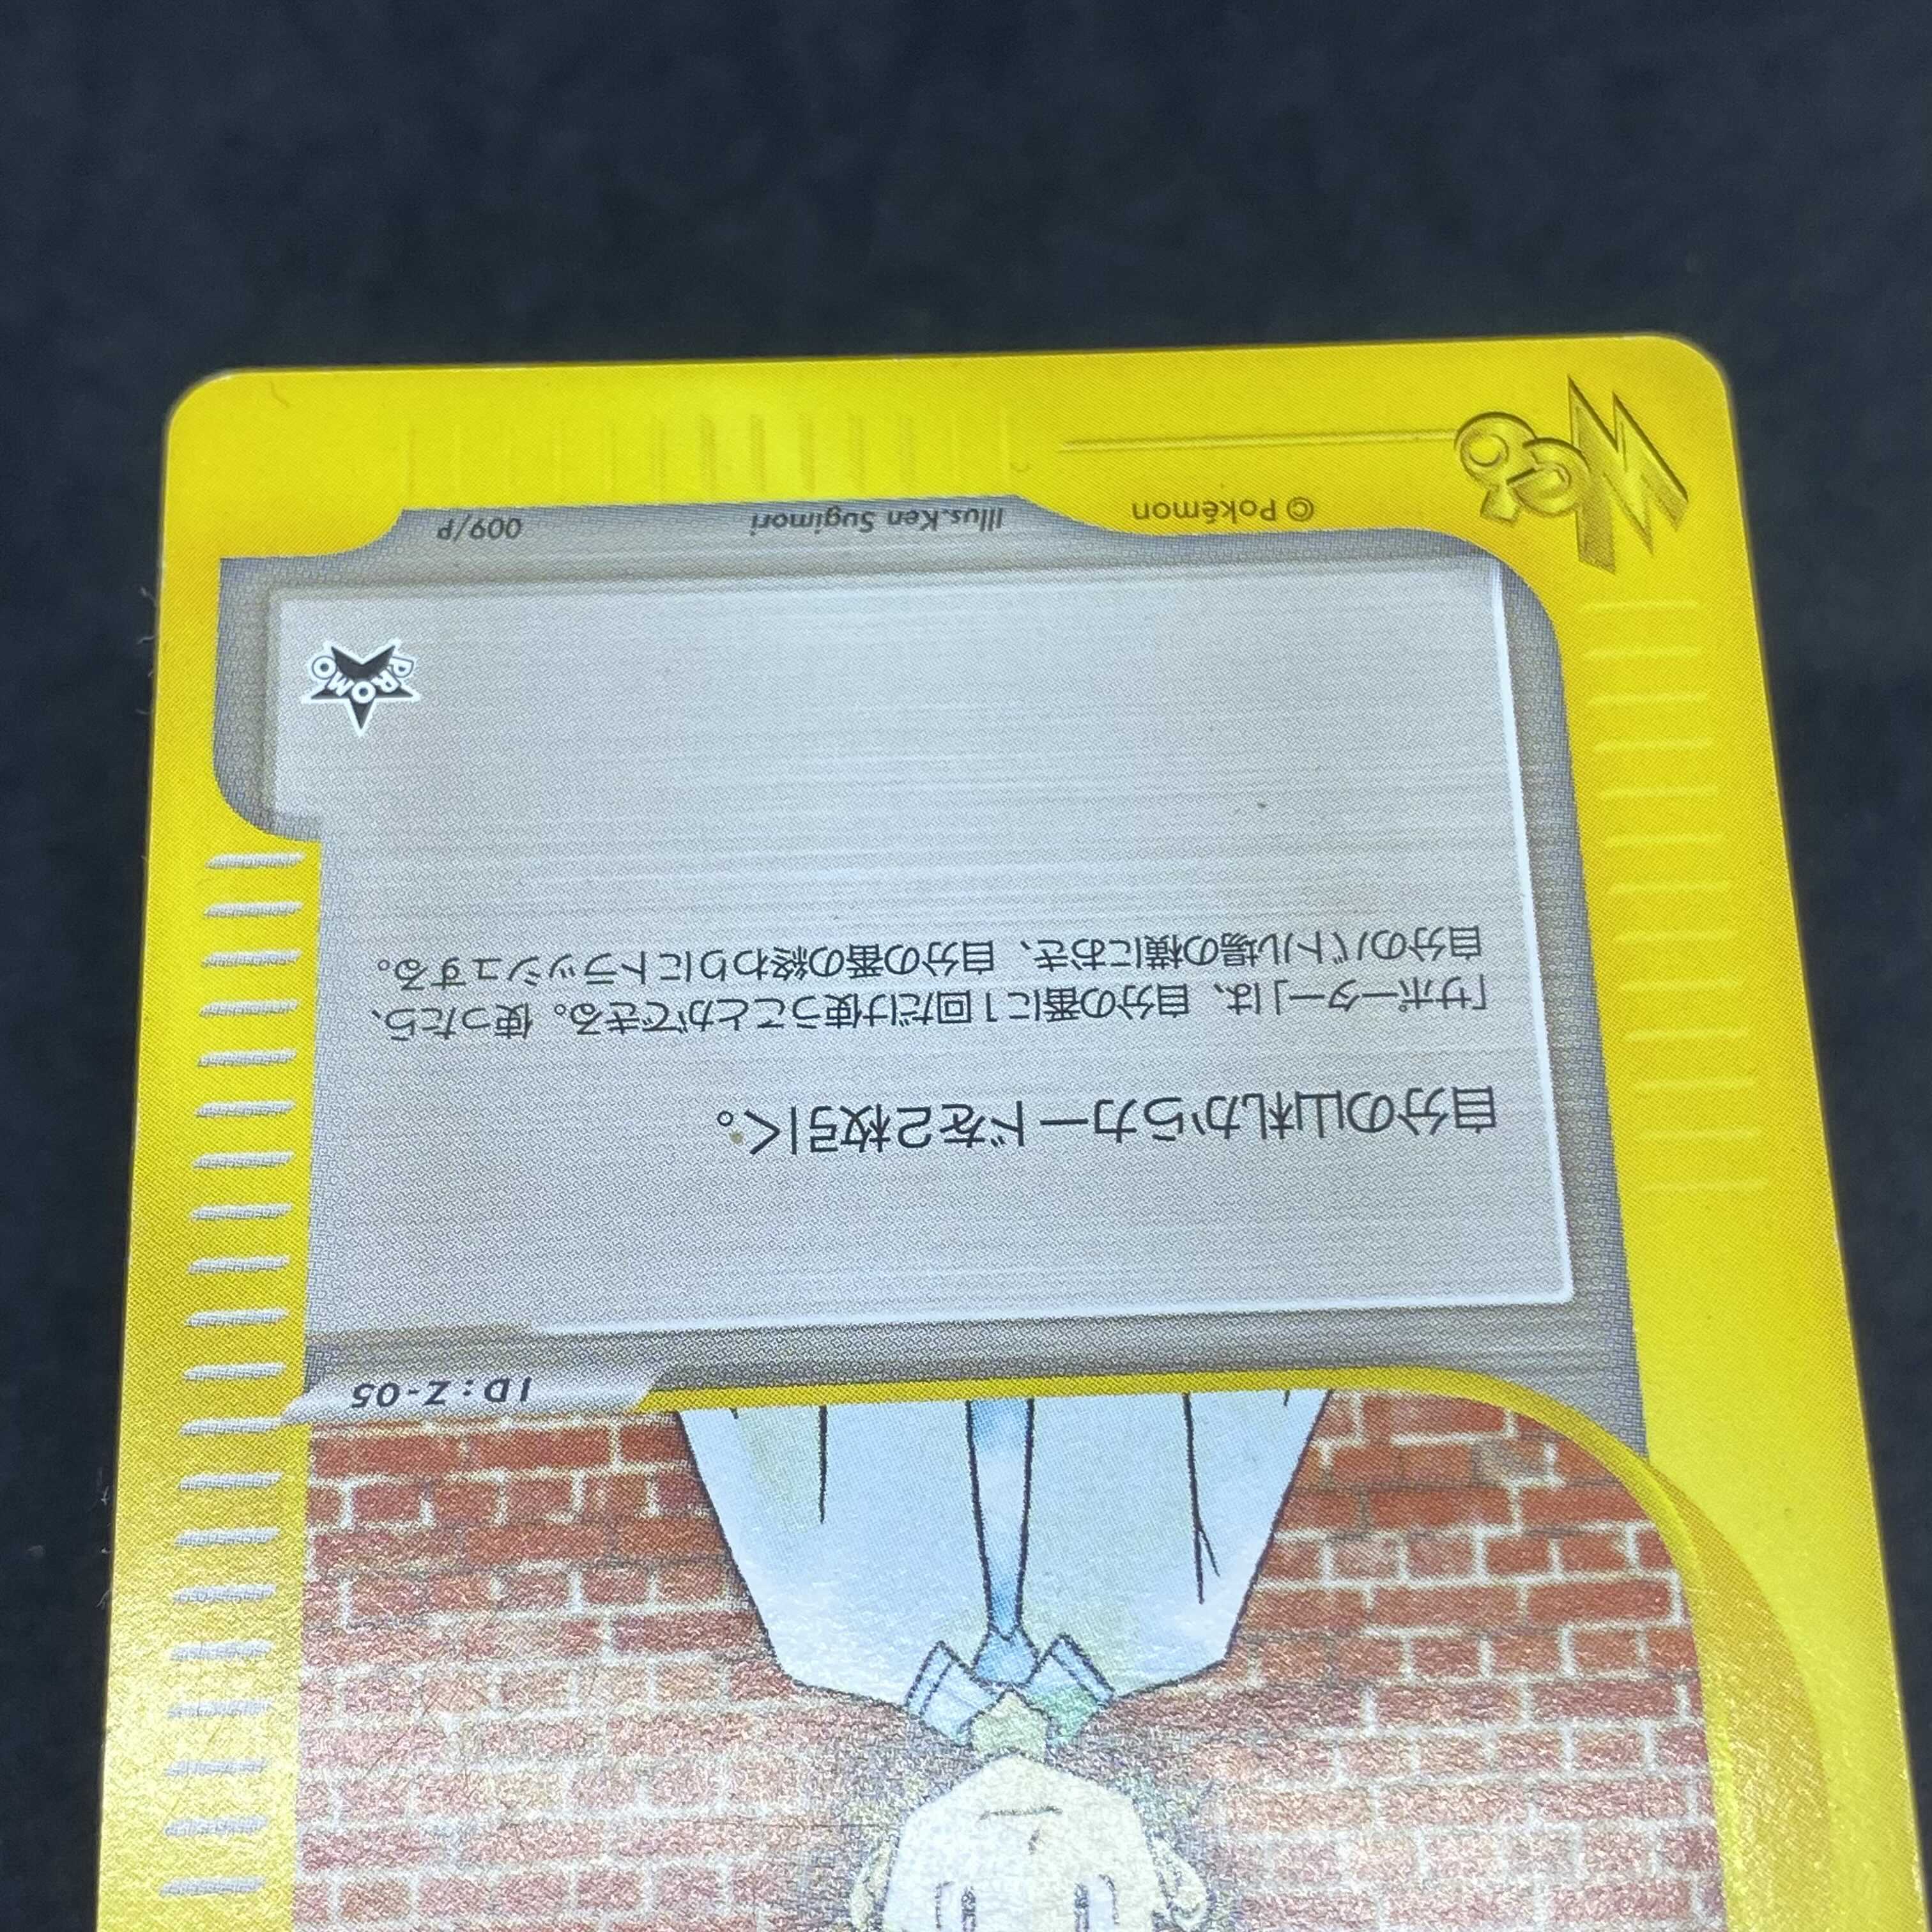 ID:Z-05
自分の山札からカードを2枚引く。
「サポーター」は、自分の番に1回だけ使うことができる。使ったら、
自分のバトル場の横におき、自分の番の終わりにトラッシュする。
PROMO
© Pokémon
Illus.Ken Sugimori
009/P